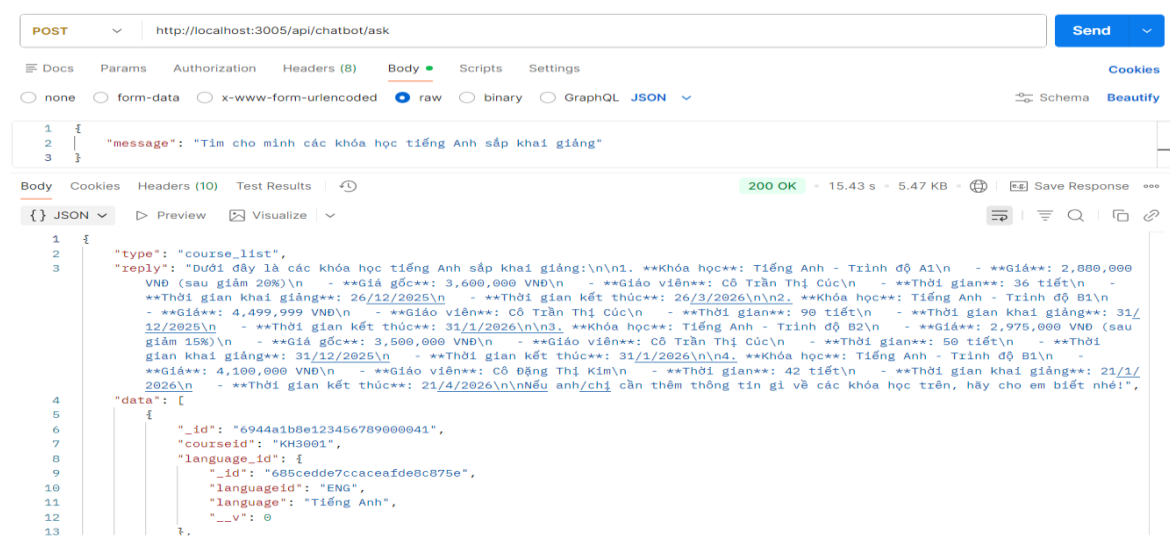 POST http://localhost:3005/api/chatbot/ask Send
Docs Params Authorization Headers (8) Body Scripts Settings Cookies
none form-data x-www-form-urlencoded raw binary GraphQL JSON Schema Beautify
1 {
2 "message": "Tìm cho mình các khóa học tiếng Anh sắp khai giảng"
3 }
Body Cookies Headers (10) Test Results 200 OK 15.43 s 5.47 KB e.g. Save Response
{} JSON Preview Visualize
1 {
2 "type": "course_list",
3 "reply": "Dưới đây là các khóa học tiếng Anh sắp khai giảng:\n\n1. **Khóa học**: Tiếng Anh - Trình độ A1\n - **Giá**: 2,880,000
VNĐ (sau giảm 20%)\n - **Giá gốc**: 3,600,000 VNĐ\n - **Giáo viên**: Cô Trần Thị Cúc\n - **Thời gian**: 36 tiết\n -
**Thời gian khai giảng**: 26/12/2025\n - **Thời gian kết thúc**: 26/3/2026\n\n2. **Khóa học**: Tiếng Anh - Trình độ B1\n
- **Giá**: 4,499,999 VNĐ\n - **Giáo viên**: Cô Trần Thị Cúc\n - **Thời gian**: 90 tiết\n - **Thời gian khai giảng**: 31/
12/2025\n - **Thời gian kết thúc**: 31/1/2026\n\n3. **Khóa học**: Tiếng Anh - Trình độ B2\n - **Giá**: 2,975,000 VNĐ (sau
giảm 15%)\n - **Giá gốc**: 3,500,000 VNĐ\n - **Giáo viên**: Cô Trần Thị Cúc\n - **Thời gian**: 50 tiết\n - **Thời
gian khai giảng**: 31/12/2025\n - **Thời gian kết thúc**: 31/1/2026\n\n4. **Khóa học**: Tiếng Anh - Trình độ B1\n -
**Giá**: 4,100,000 VNĐ\n - **Giáo viên**: Cô Đặng Thị Kim\n - **Thời gian**: 42 tiết\n - **Thời gian khai giảng**: 21/1/
2026\n - **Thời gian kết thúc**: 21/4/2026\n\nNếu anh/chị cần thêm thông tin gì về các khóa học trên, hãy cho em biết nhé!",
4 "data": [
5 {
6 "_id": "6944a1b8e123456789000041",
7 "courseid": "KH3001",
8 "language_id": {
9 "_id": "685cedde7ccaceafde8c875e",
10 "languageid": "ENG",
11 "language": "Tiếng Anh",
12 "__v": 0
13 },